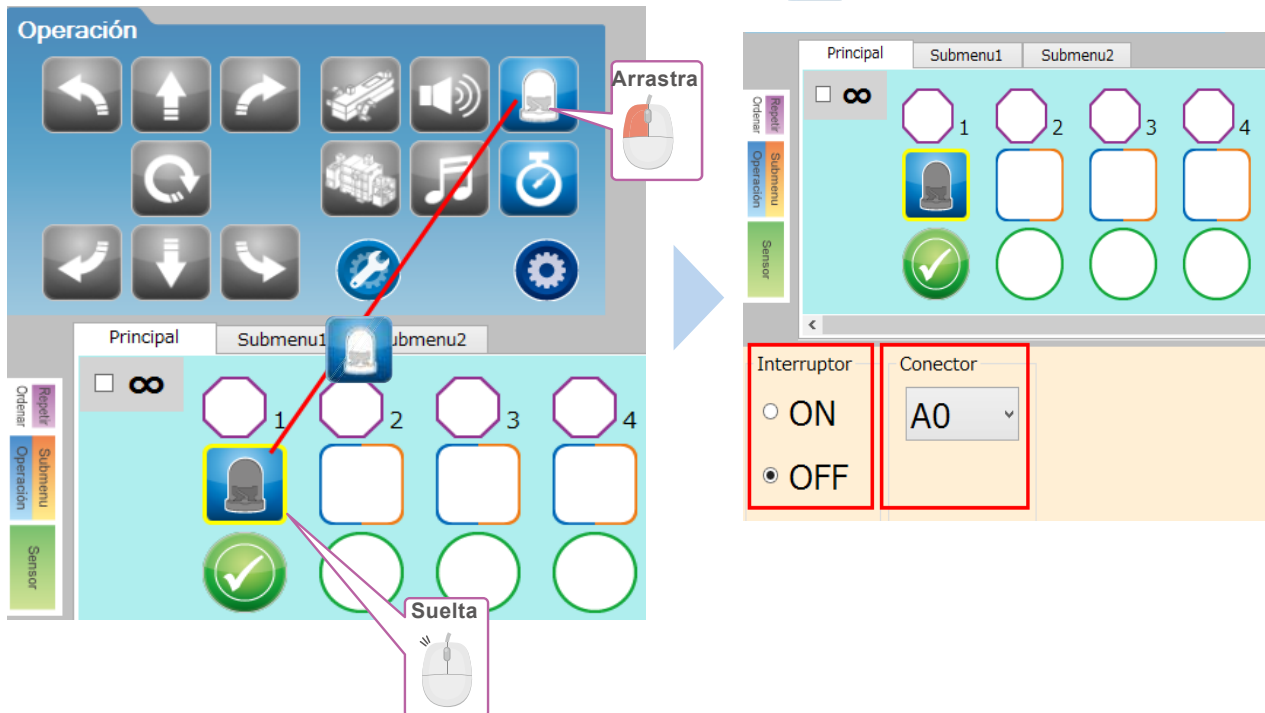 Operación
Arrastra
Principal
Submenu1
ubmenu2
∞
1
2
3
4
Repetir
Ordenar
Submenu
Operación
Sensor
Suelta
Principal
Submenu1
Submenu2
∞
1
2
3
4
Repetir
Ordenar
Submenu
Operación
Sensor
Interruptor
Conector
ON
A0
OFF